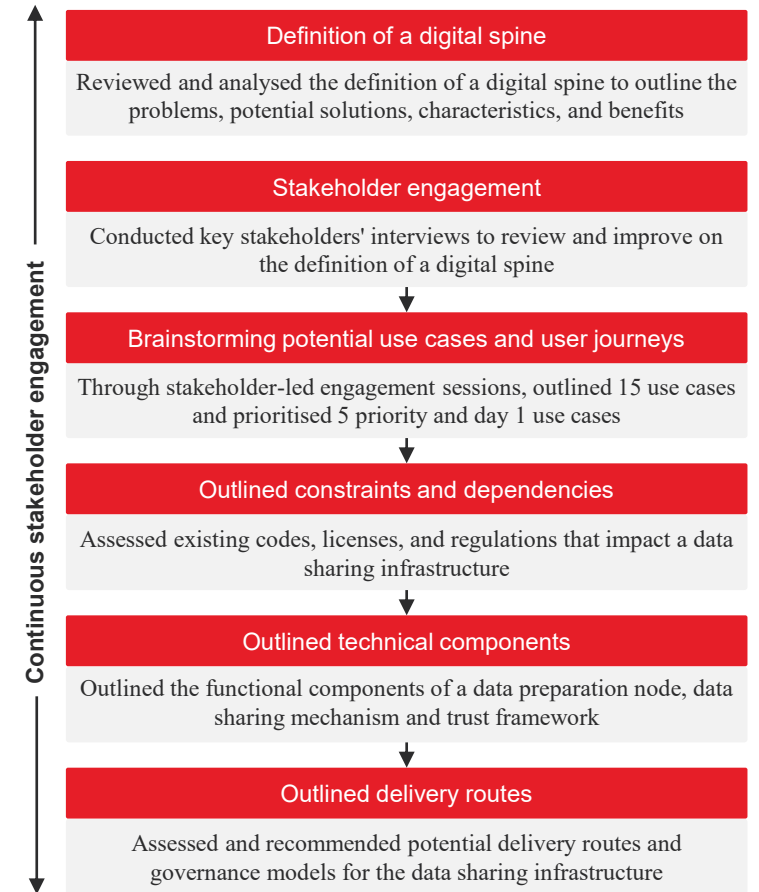 Definition of a digital spine
Reviewed and analysed the definition of a digital spine to outline the
problems, potential solutions, characteristics, and benefits
Stakeholder engagement
Conducted key stakeholders' interviews to review and improve on
the definition of a digital spine
Brainstorming potential use cases and user journeys
Through stakeholder-led engagement sessions, outlined 15 use cases
and prioritised 5 priority and day 1 use cases
Outlined constraints and dependencies
Assessed existing codes, licenses, and regulations that impact a data
sharing infrastructure
Outlined technical components
Outlined the functional components of a data preparation node, data
sharing mechanism and trust framework
Outlined delivery routes
Assessed and recommended potential delivery routes and
governance models for the data sharing infrastructure
Continuous stakeholder engagement